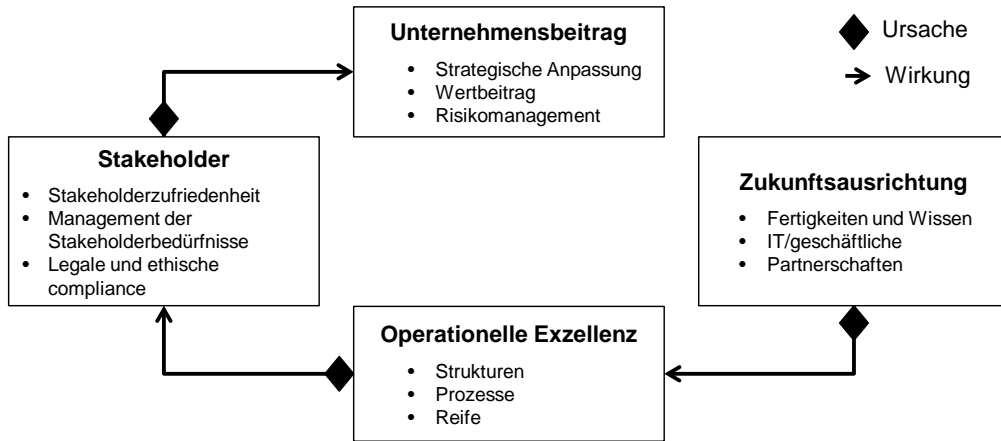 Unternehmensbeitrag
• Strategische Anpassung
• Wertbeitrag
• Risikomanagement
Ursache
Wirkung
Stakeholder
• Stakeholderzufriedenheit
• Management der
Stakeholderbedürfnisse
• Legale und ethische
compliance
Zukunftsausrichtung
• Fertigkeiten und Wissen
• IT/geschäftliche
• Partnerschaften
Operationelle Exzellenz
• Strukturen
• Prozesse
• Reife